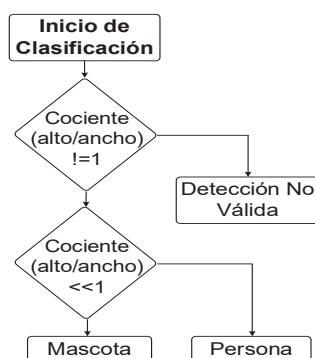 Inicio de
Clasificación
Cociente
(alto/ancho)
!=1
Detección No
Válida
Cociente
(alto/ancho)
<<1
Mascota
Persona